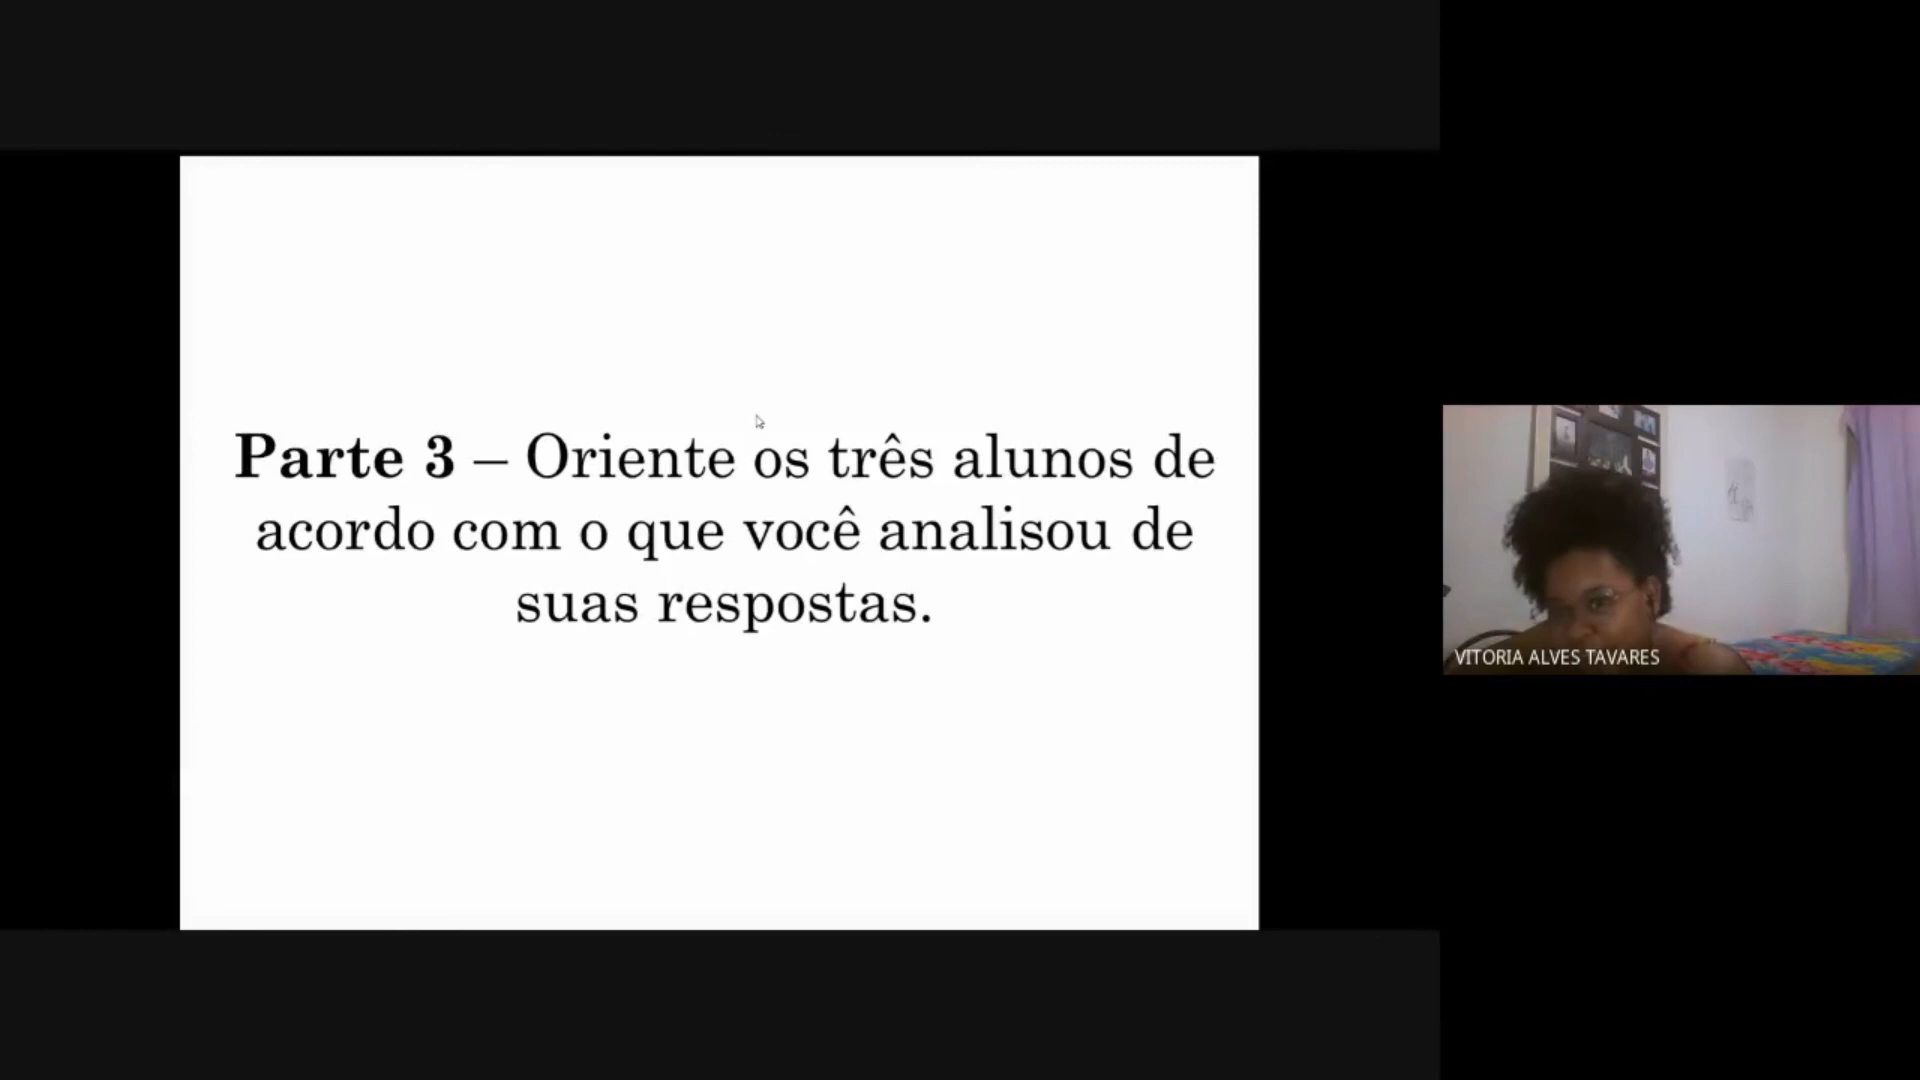 Parte 3 – Oriente os três alunos de
acordo com o que você analisou de
suas respostas.
VITORIA ALVES TAVARES